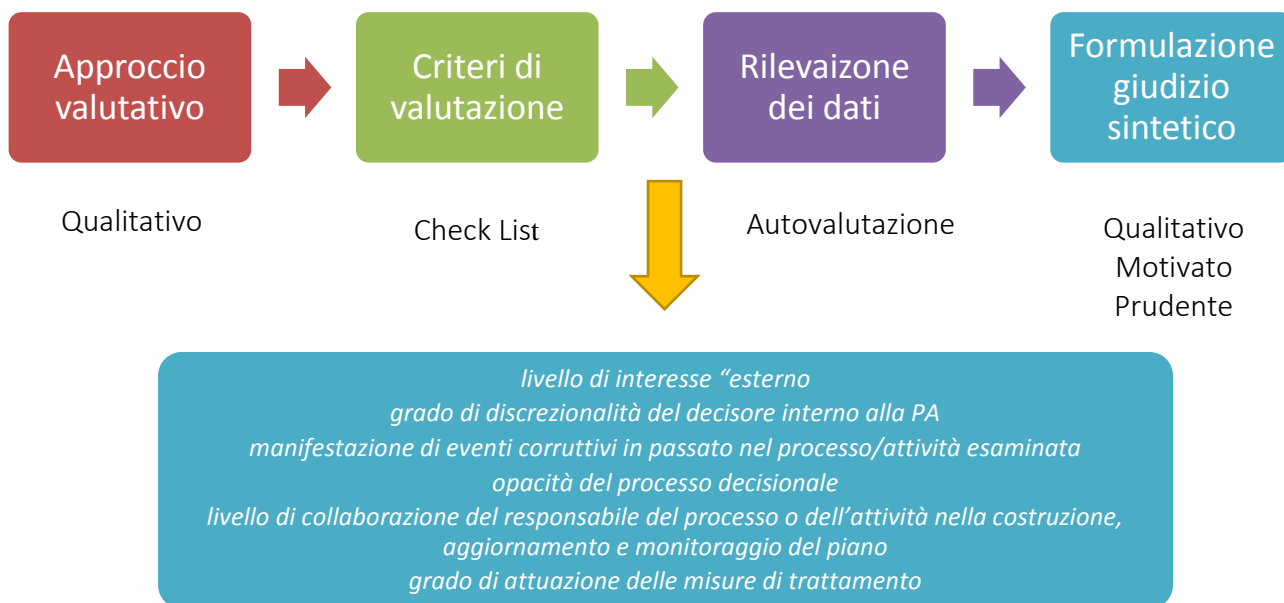 Approccio
valutativo
Criteri di
valutazione
Rilevaizone
dei dati
Formulazione
giudizio
sintetico
Qualitativo
Check List
Autovalutazione
Qualitativo
Motivato
Prudente
livello di interesse “esterno
grado di discrezionalità del decisore interno alla PA
manifestazione di eventi corruttivi in passato nel processo/attività esaminata
opacità del processo decisionale
livello di collaborazione del responsabile del processo o dell’attività nella costruzione,
aggiornamento e monitoraggio del piano
grado di attuazione delle misure di trattamento